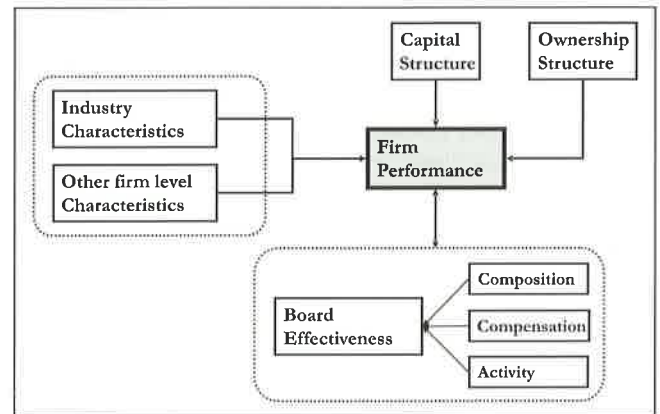 Capital
Structure
Ownership
Structure
Industry
Characteristics
Other firm level
Characteristics
Firm
Performance
Board
Effectiveness
Composition
Compensation
Activity